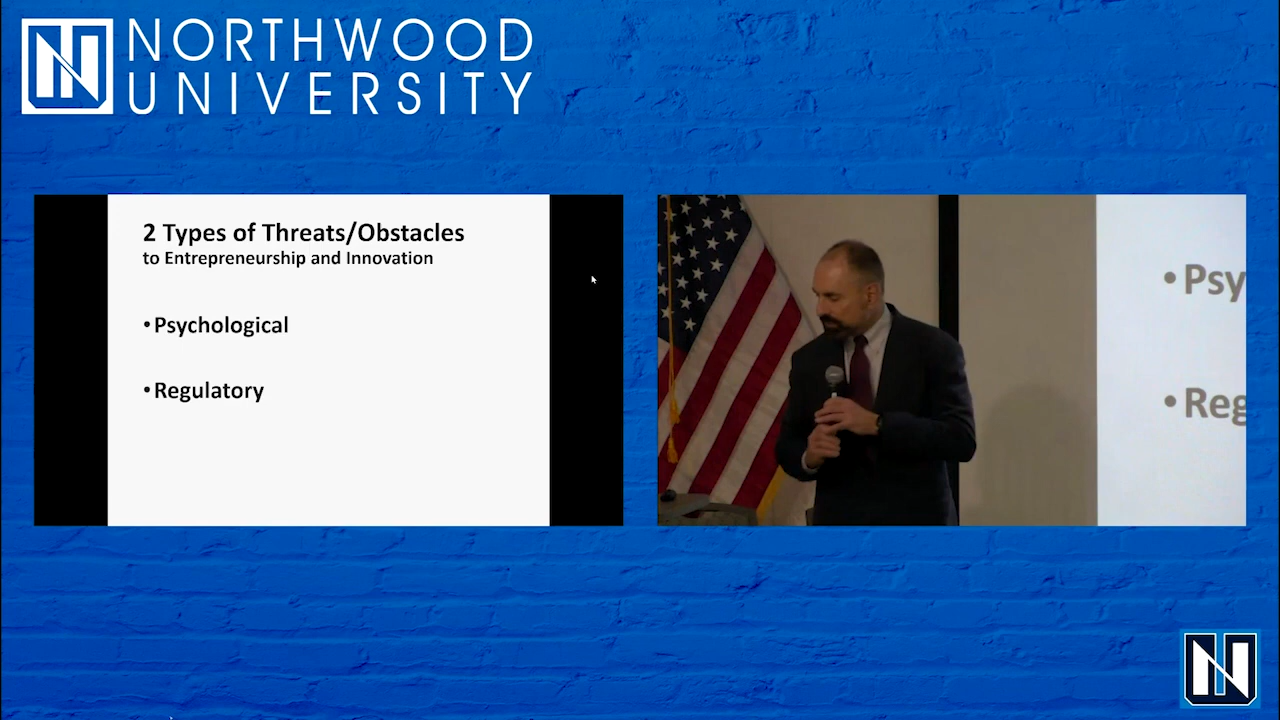 NORTHWOOD
UNIVERSITY
2 Types of Threats/Obstacles
to Entrepreneurship and Innovation
•Psychological
•Regulatory
•Psy
•Reg